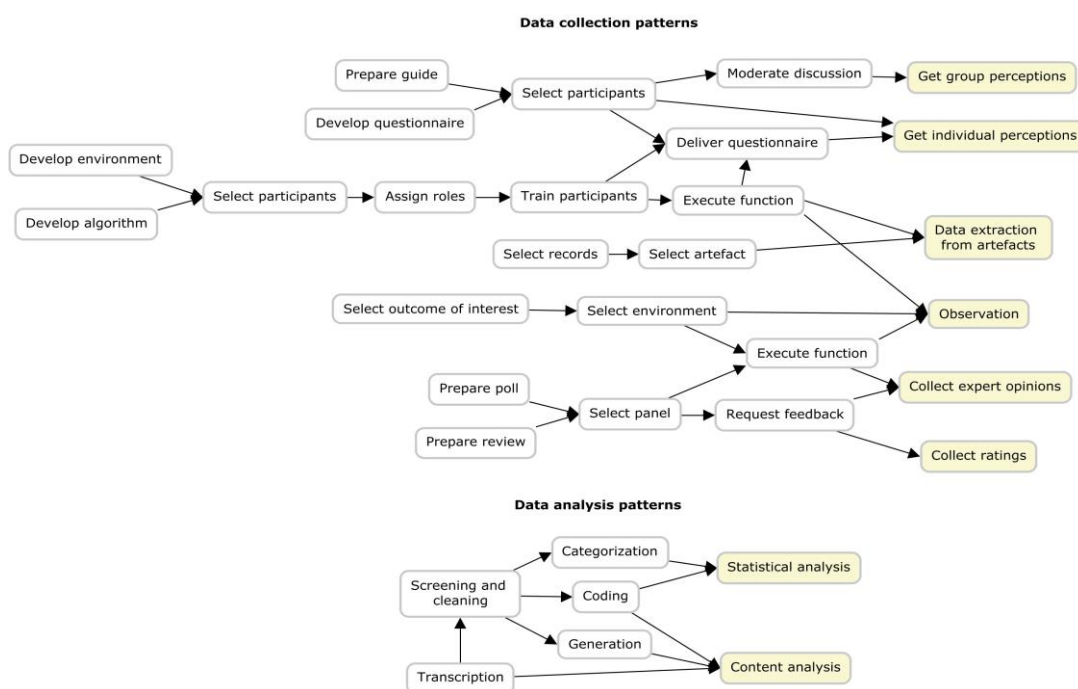 Data collection patterns
Prepare guide
Moderate discussion
Get group perceptions
Select participants
Develop questionnaire
Deliver questionnaire
Get individual perceptions
Develop environment
Select participants
Assign roles
Train participants
Execute function
Develop algorithm
Data extraction
from artefacts
Select records
Select artefact
Select outcome of interest
Select environment
Observation
Execute function
Prepare poll
Collect expert opinions
Select panel
Request feedback
Prepare review
Collect ratings
Data analysis patterns
Categorization
Statistical analysis
Screening and
cleaning
Coding
Generation
Transcription
Content analysis